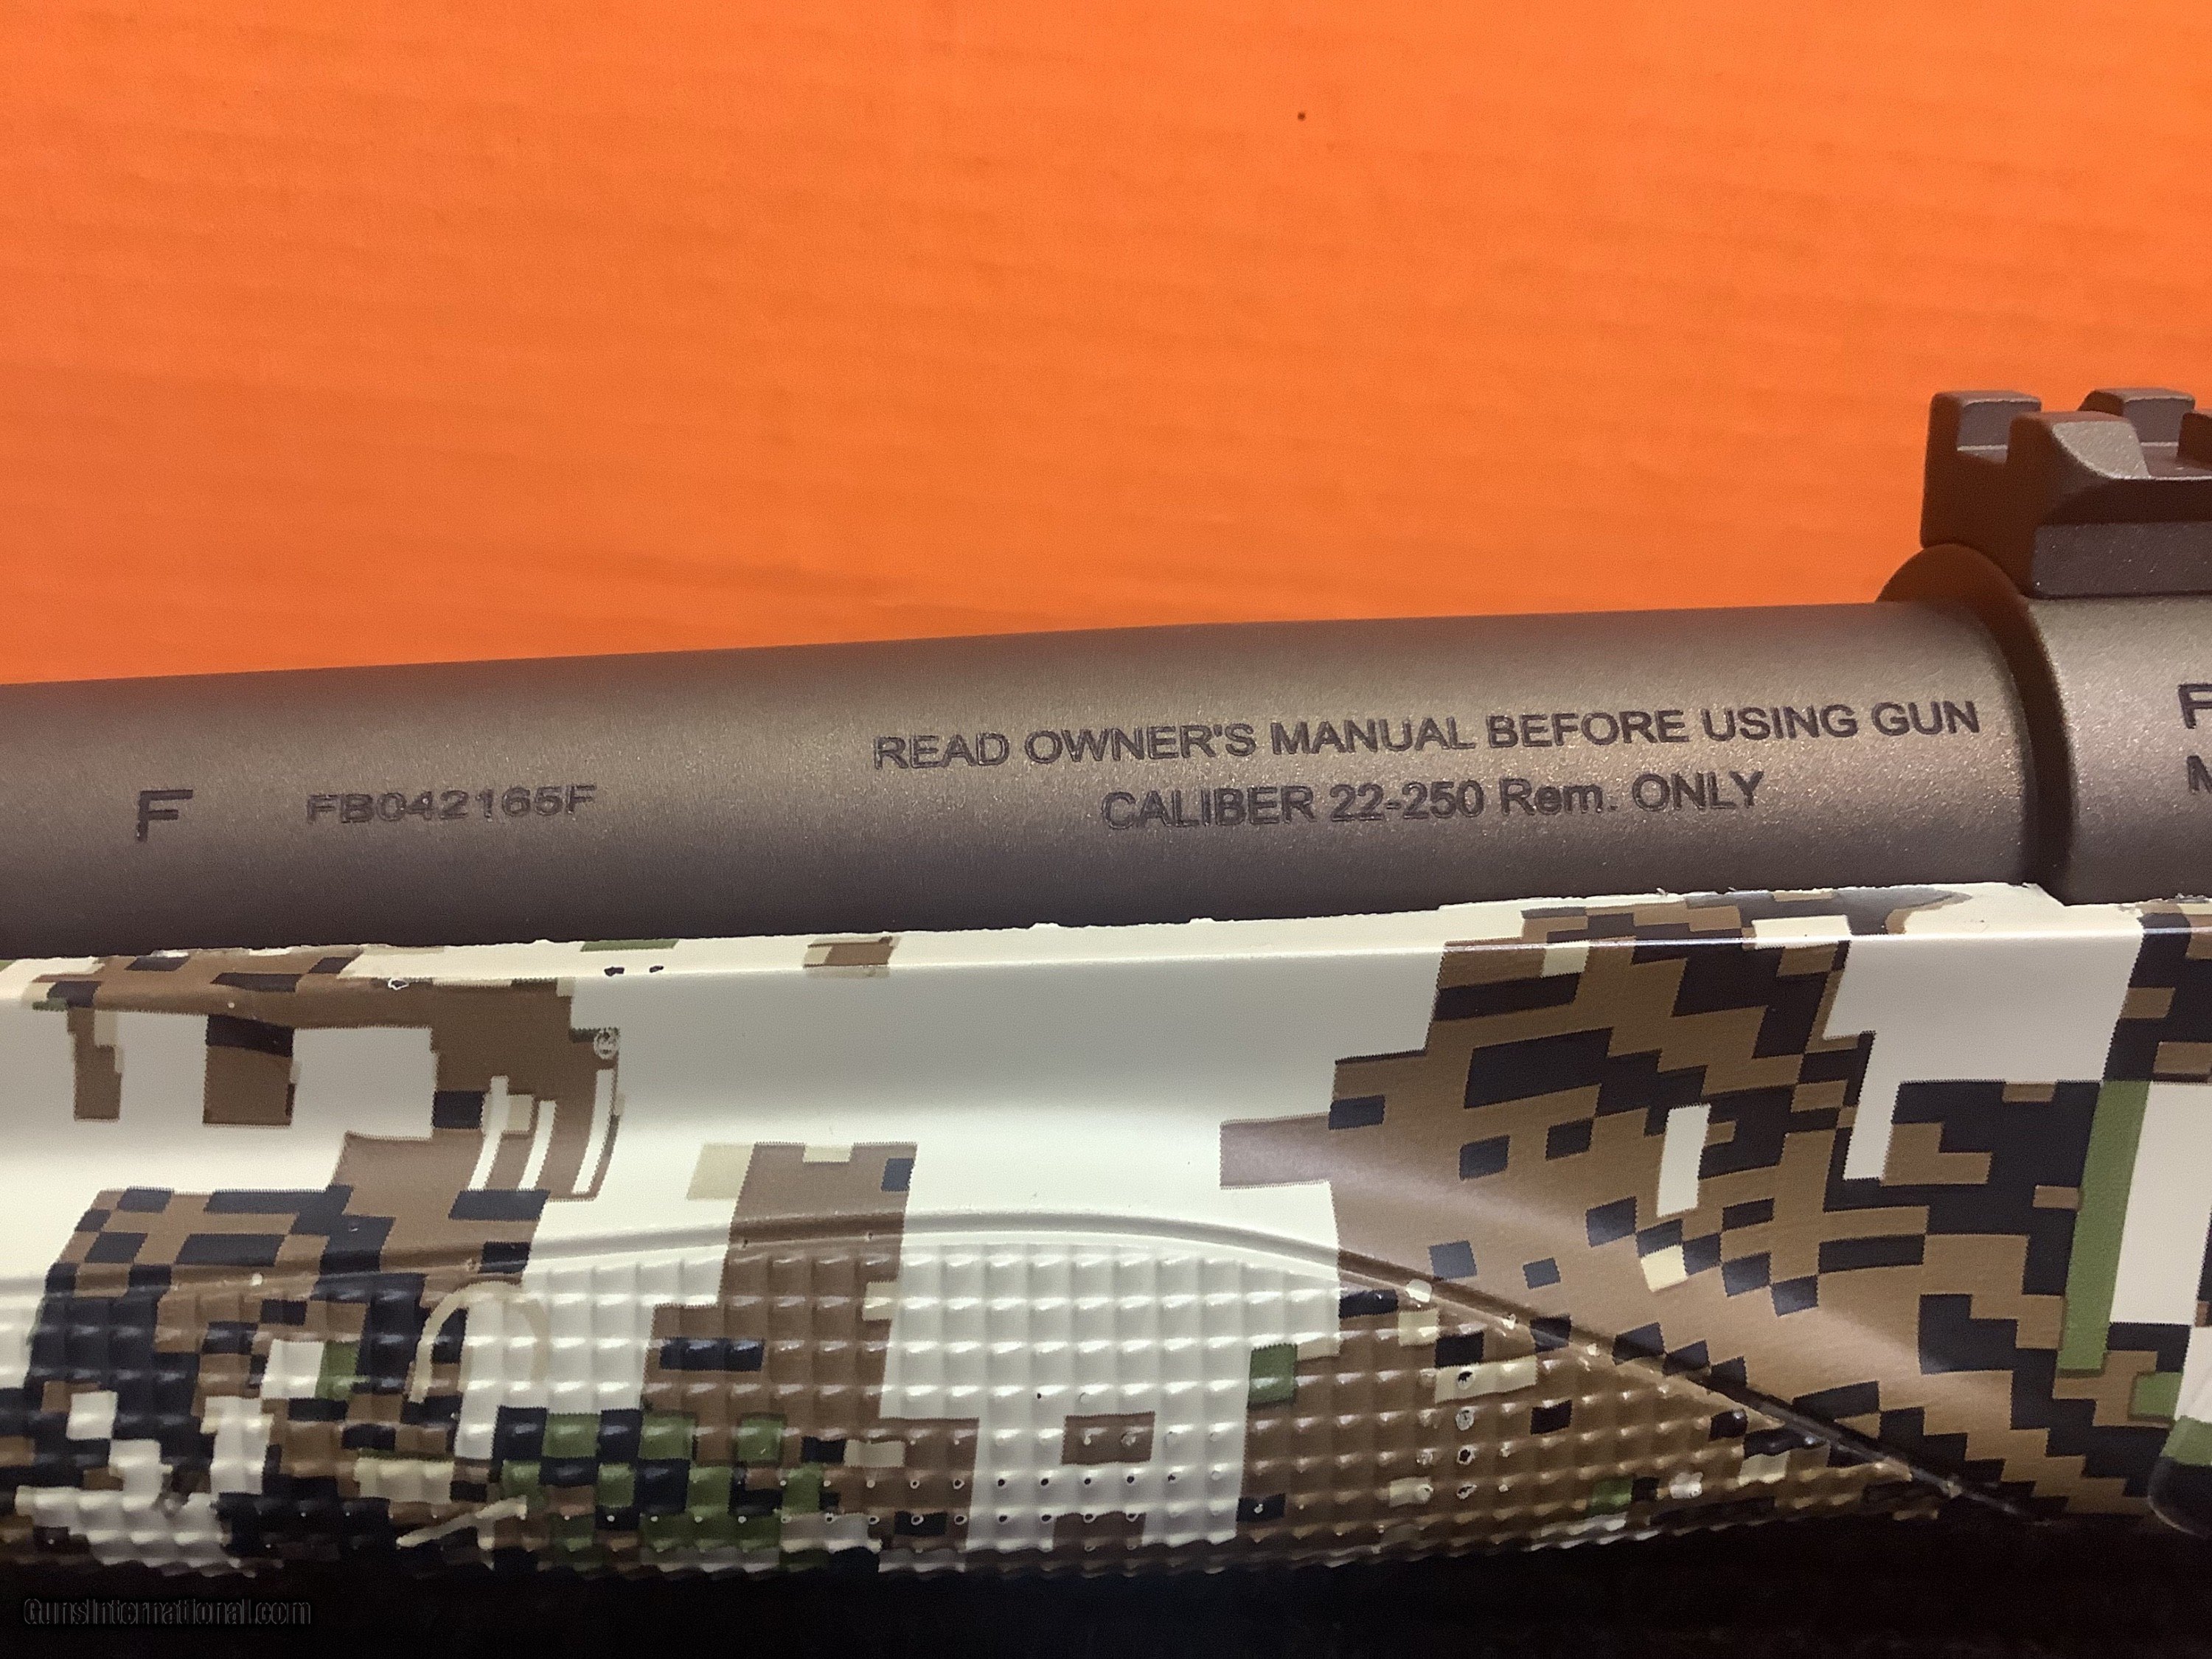 READ OWNER'S MANUAL BEFORE USING GUN
CALIBER 22-250 Rem. ONLY
F FB042165F
GunsInternational.com